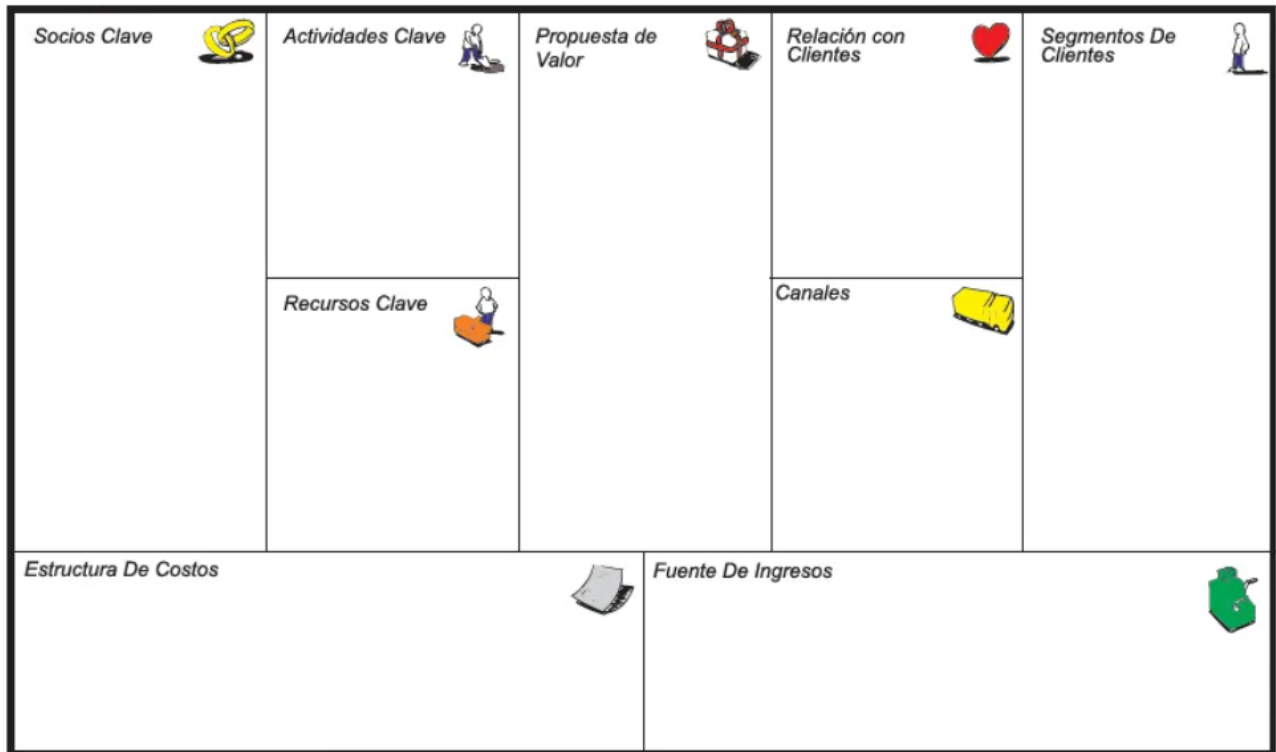 Socios Clave
Actividades Clave
Propuesta de
Valor
Relación con
Clientes
Segmentos De
Clientes
Recursos Clave
Canales
Estructura De Costos
Fuente De Ingresos